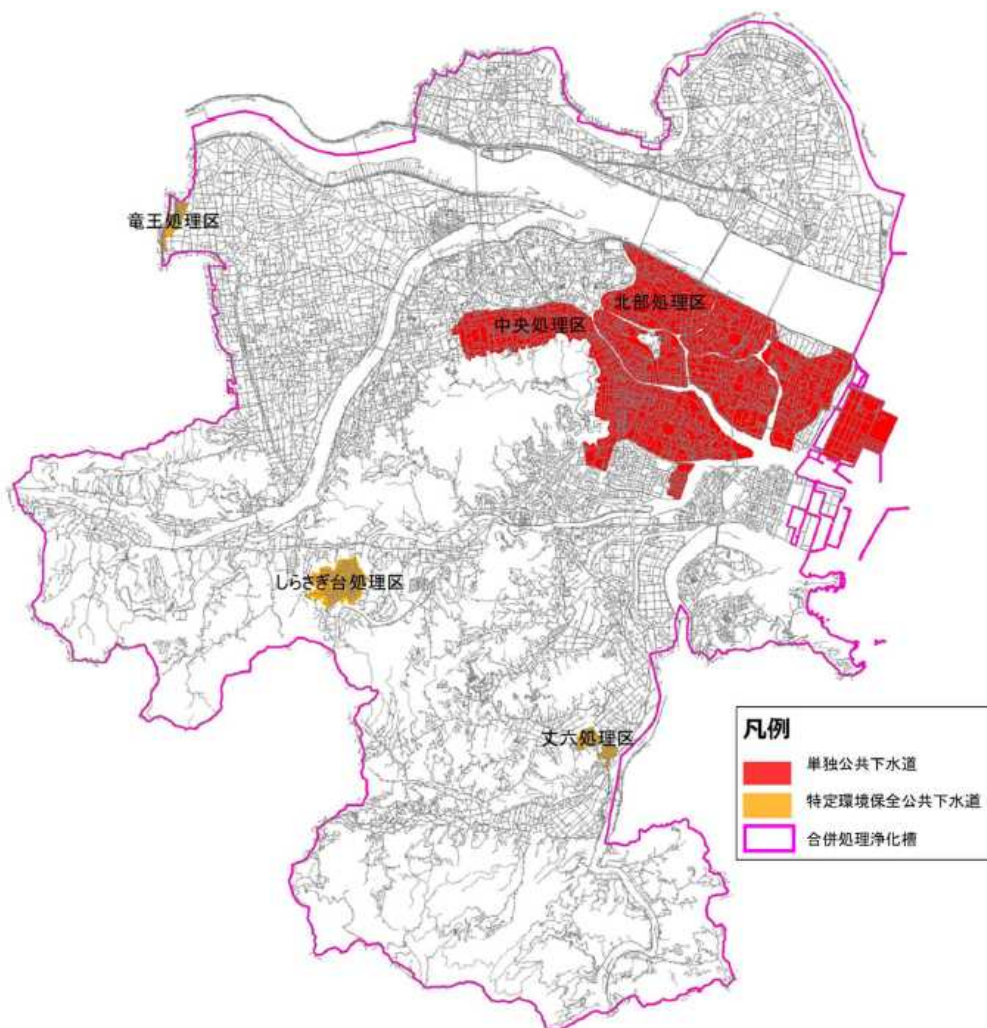 竜王処理区
北部処理区
中央処理区
しらさぎ台処理区
丈六処理区
凡例
単独公共下水道
特定環境保全公共下水道
合併処理浄化槽